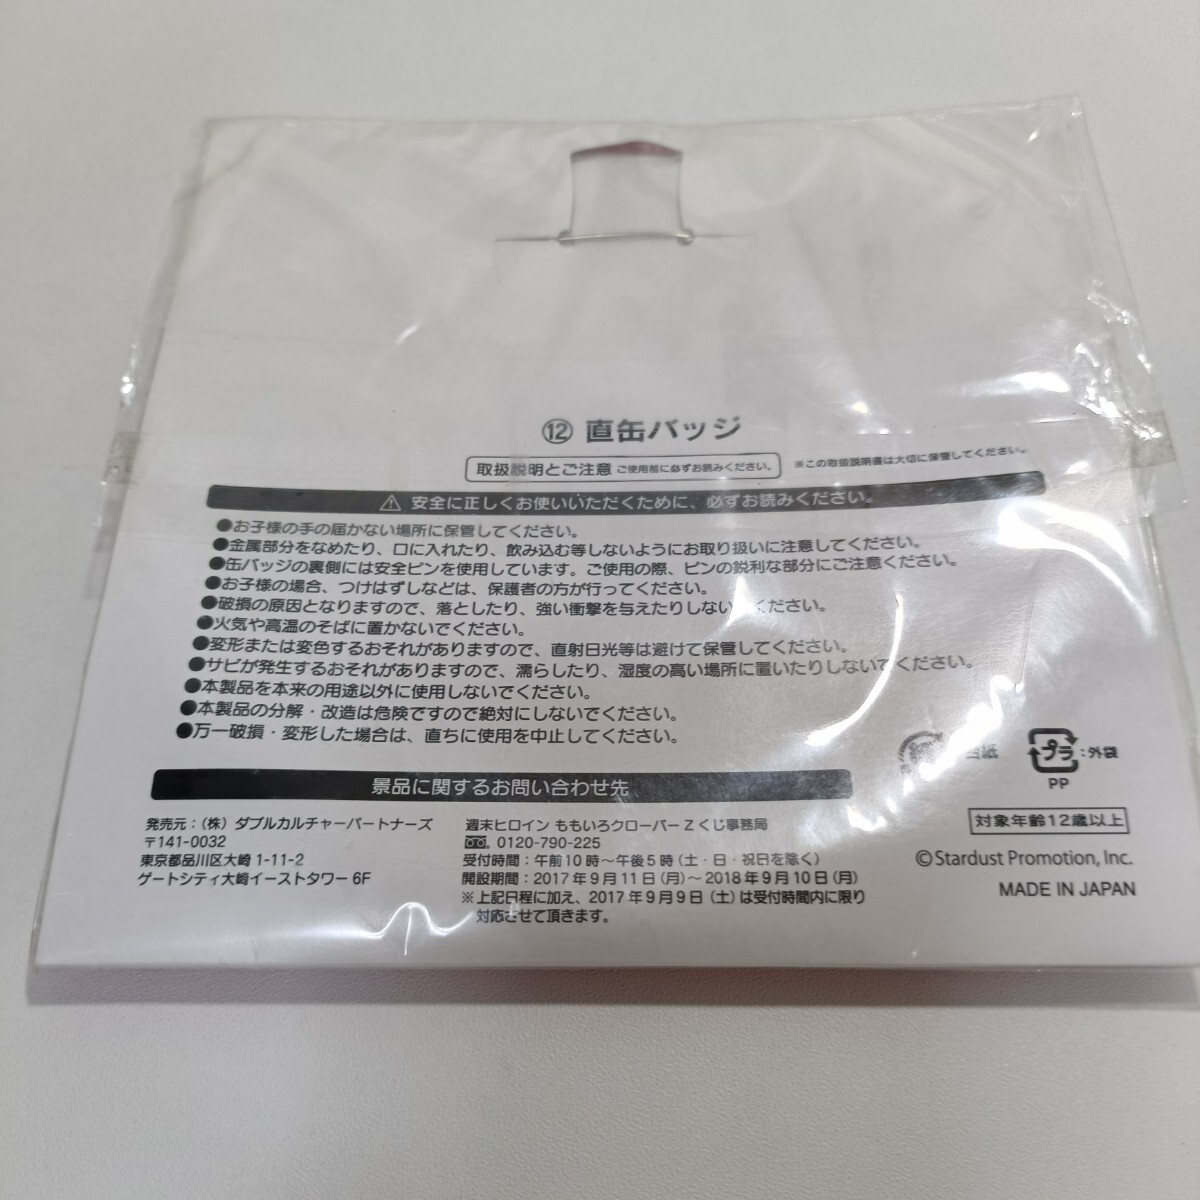 ⑫ 直缶バッジ
取扱説明とご注意 ご使用前に必ずお読みください。
※この取扱説明書は大切に保管してください。
安全に正しくお使いいただくために、必ずお読みください。
●お子様の手の届かない場所に保管してください。
●金属部分をなめたり、口に入れたり、飲み込む等しないようにお取り扱いに注意してください。
●缶バッジの裏側には安全ピンを使用しています。ご使用の際、ピンの鋭利な部分にご注意ください。
●お子様の場合、つけはずしなどは、保護者の方が行ってください。
●破損の原因となりますので、落としたり、強い衝撃を与えたりしない ください。
●火気や高温のそばに置かないでください。
●変形または変色するおそれがありますので、直射日光等は避けて保管してください。
●サビが発生するおそれがありますので、濡らしたり、湿度の高い場所に置いたりしないでください。
●本製品を本来の用途以外に使用しないでください。
●本製品の分解・改造は危険ですので絶対にしないでください。
●万一破損・変形した場合は、直ちに使用を中止してください。
プラ:外袋
PP
景品に関するお問い合わせ先
発売元:(株) ダブルカルチャーパートナーズ
〒141-0032
東京都品川区大崎 1-11-2
ゲートシティ大崎イーストタワー 6F
週末ヒロイン ももいろクローバーZくじ事務局
0120-790-225
受付時間:午前10時〜午後5時(土・日・祝日を除く)
開設期間:2017年9月11日(月)〜2018年9月10日(月)
※上記日程に加え、2017年9月9日(土)は受付時間内に限り
対応させて頂きます。
対象年齢12歳以上
©Stardust Promotion, Inc.
MADE IN JAPAN